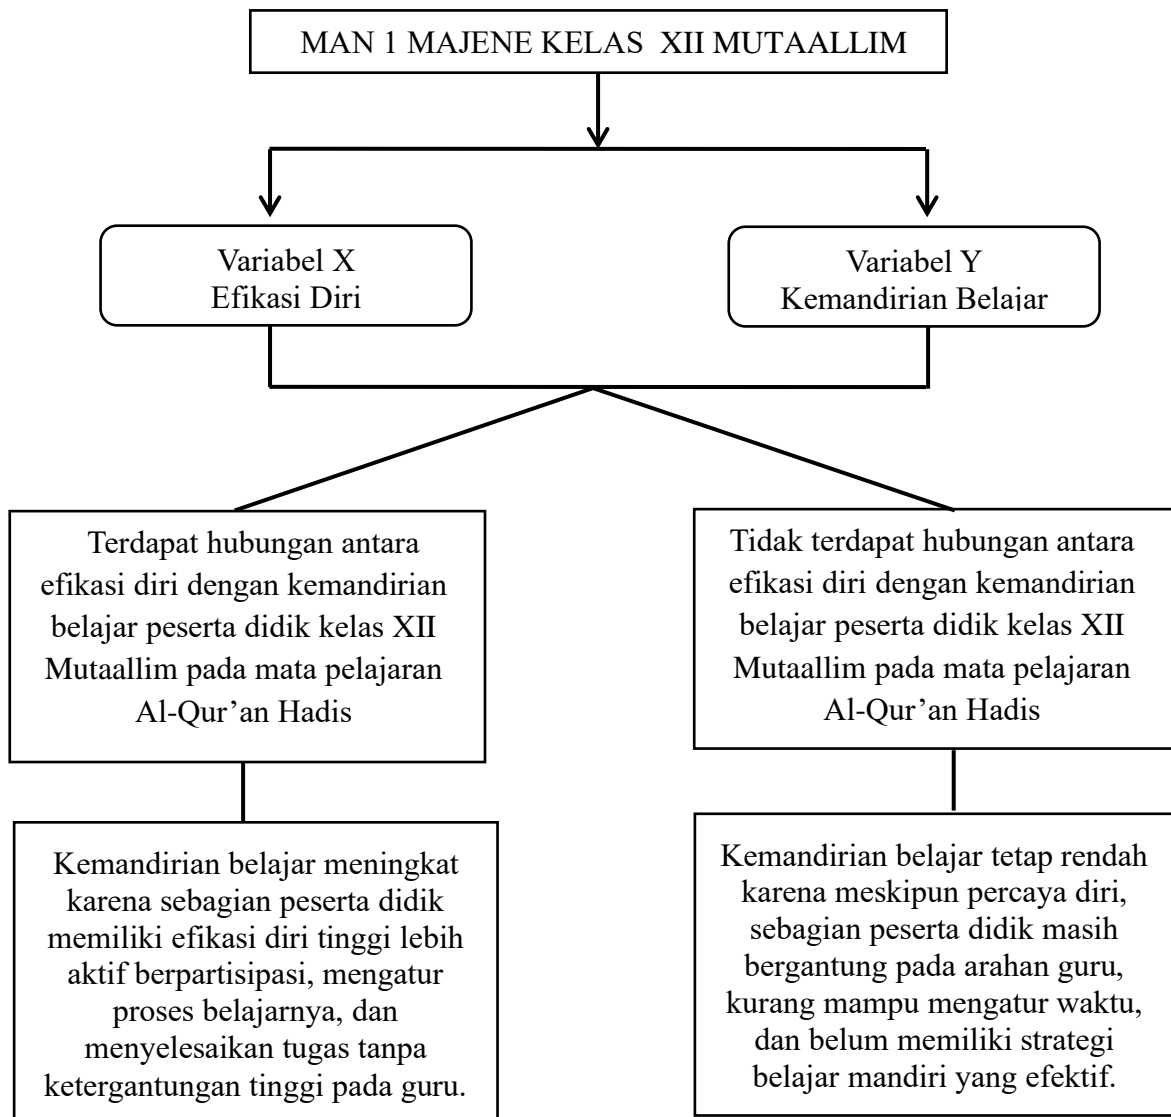 MAN 1 MAJENE KELAS XII MUTAALLIM
Variabel X
Efikasi Diri
Variabel Y
Kemandirian Belajar
Terdapat hubungan antara
efikasi diri dengan kemandirian
belajar peserta didik kelas XII
Mutaallim pada mata pelajaran
Al-Qur’an Hadis
Tidak terdapat hubungan antara
efikasi diri dengan kemandirian
belajar peserta didik kelas XII
Mutaallim pada mata pelajaran
Al-Qur’an Hadis
Kemandirian belajar meningkat
karena sebagian peserta didik
memiliki efikasi diri tinggi lebih
aktif berpartisipasi, mengatur
proses belajarnya, dan
menyelesaikan tugas tanpa
ketergantungan tinggi pada guru.
Kemandirian belajar tetap rendah
karena meskipun percaya diri,
sebagian peserta didik masih
bergantung pada arahan guru,
kurang mampu mengatur waktu,
dan belum memiliki strategi
belajar mandiri yang efektif.